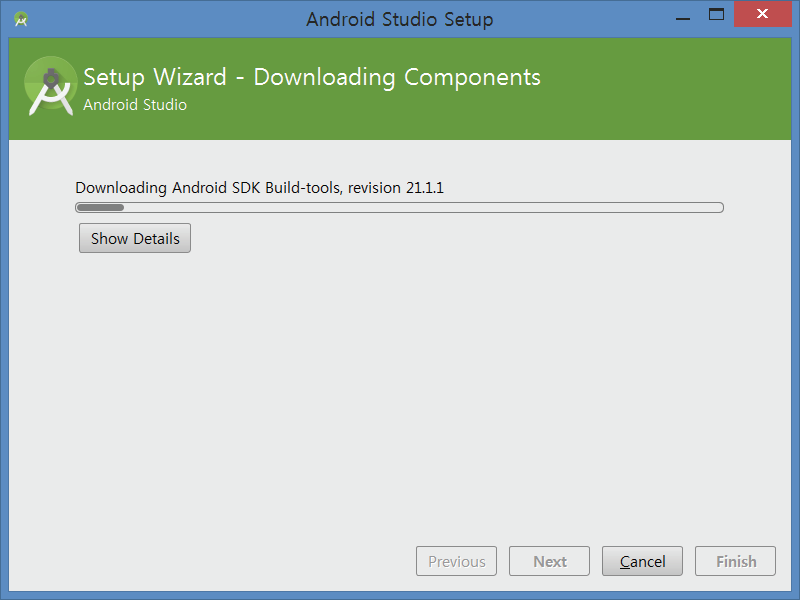 Android Studio Setup
Setup Wizard - Downloading Components
Android Studio
Downloading Android SDK Build-tools, revision 21.1.1
Show Details
Previous Next Cancel Finish